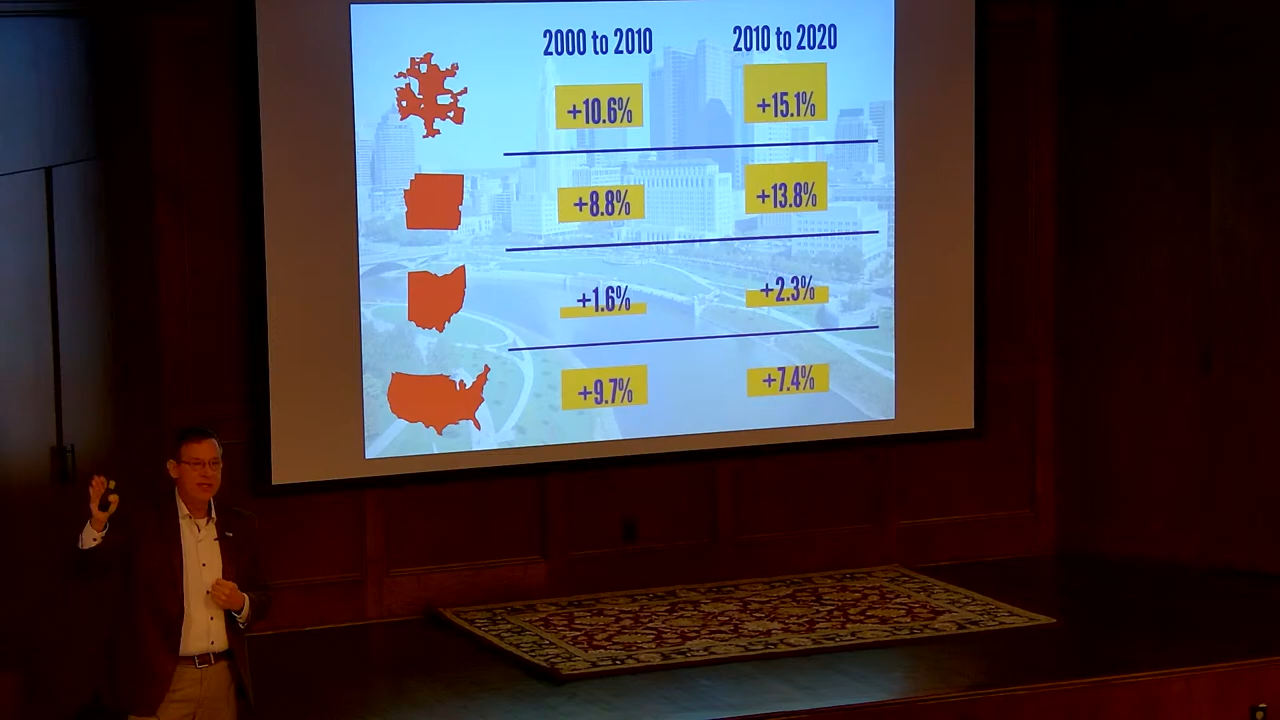 2000 to 2010 2010 to 2020
+10.6% +15.1%
+8.8% +13.8%
+1.6% +2.3%
+9.7% +7.4%